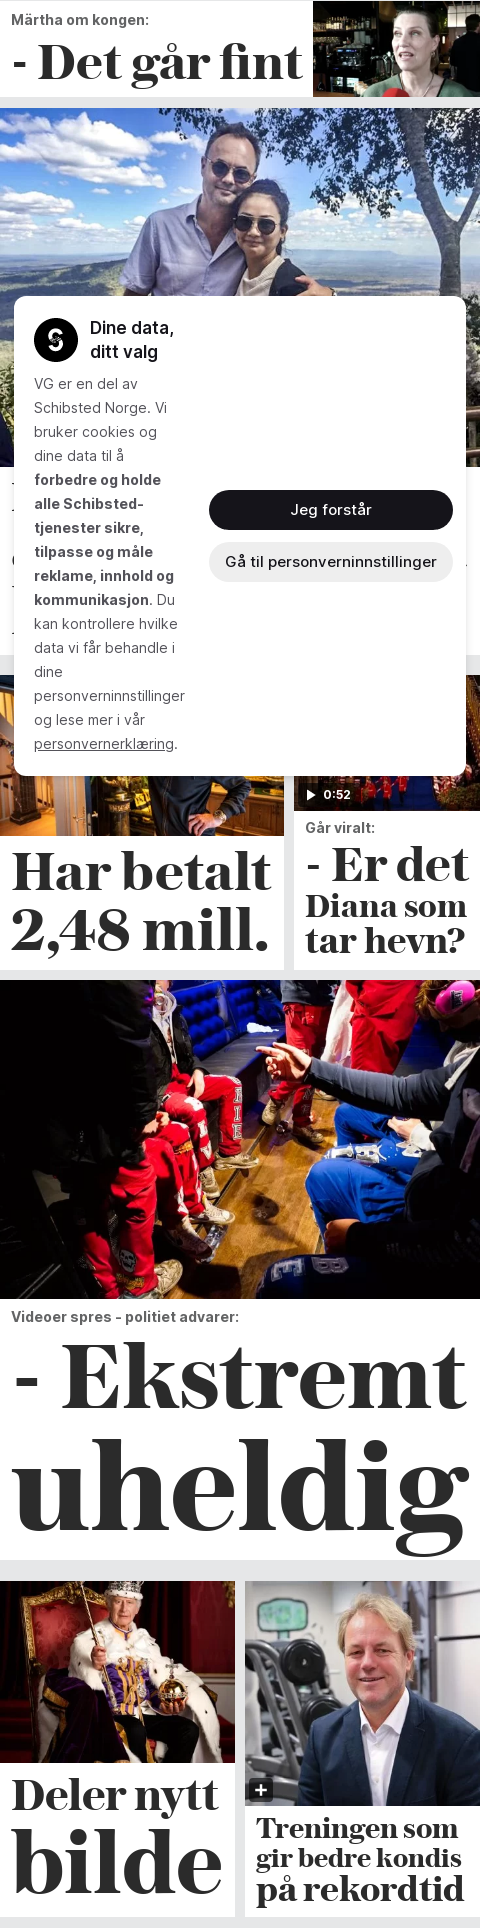 Märtha om kongen:
- Det går fint
Dine data,
ditt valg
VG er en del av
Schibsted Norge. Vi
bruker cookies og
dine data til å
forbedre og holde
alle Schibsted-
tjenester sikre,
tilpasse og måle
reklame, innhold og
kommunikasjon. Du
kan kontrollere hvilke
data vi får behandle i
dine
personverninnstillinger
og lese mer i vår
personvernerklæring.
Jeg forstår
Gå til personverninnstillinger
Har betalt
2,48 mill.
0:52
Går viralt:
- Er det
Diana som
tar hevn?
Videoer spres - politiet advarer:
- Ekstremt
uheldig
Deler nytt
bilde
Treningen som
gir bedre kondis
på rekordtid